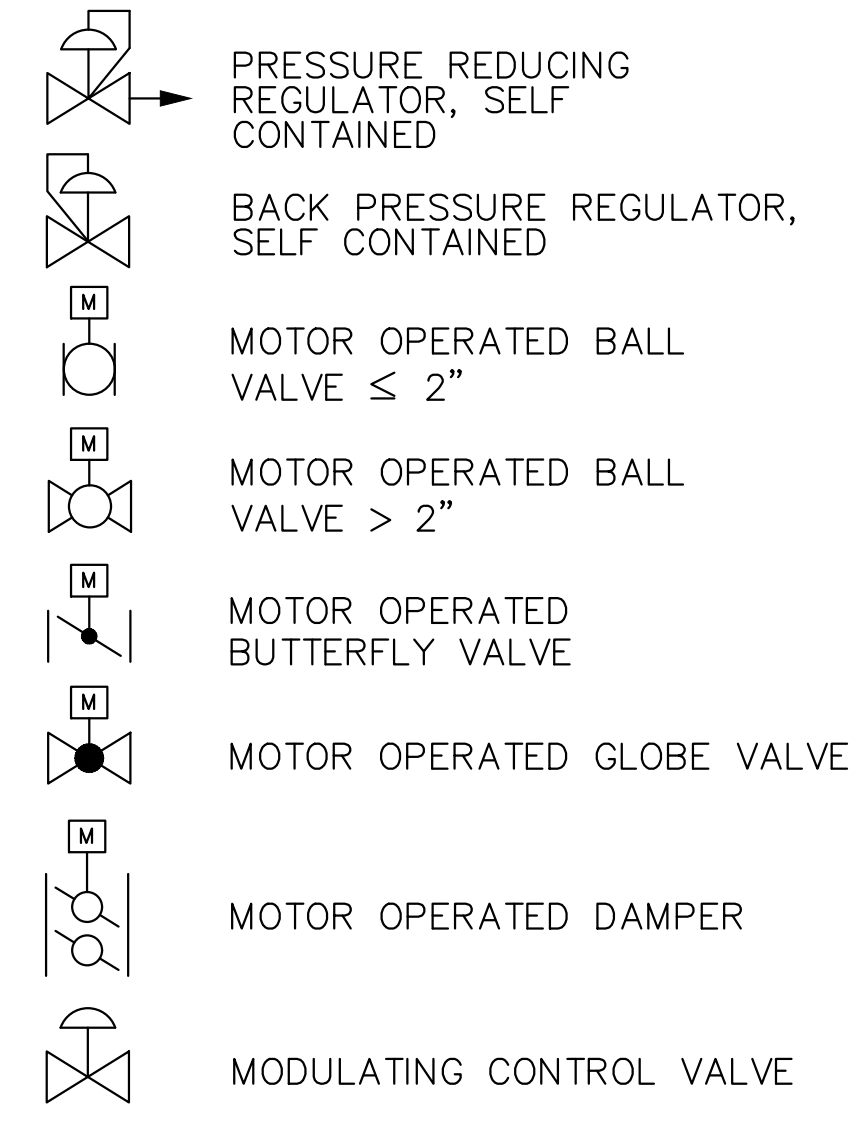 PRESSURE REDUCING
REGULATOR, SELF
CONTAINED
BACK PRESSURE REGULATOR,
SELF CONTAINED
M
MOTOR OPERATED BALL
VALVE ≤ 2”
M
MOTOR OPERATED BALL
VALVE > 2”
M
MOTOR OPERATED
BUTTERFLY VALVE
M
MOTOR OPERATED GLOBE VALVE
M
MOTOR OPERATED DAMPER
MODULATING CONTROL VALVE